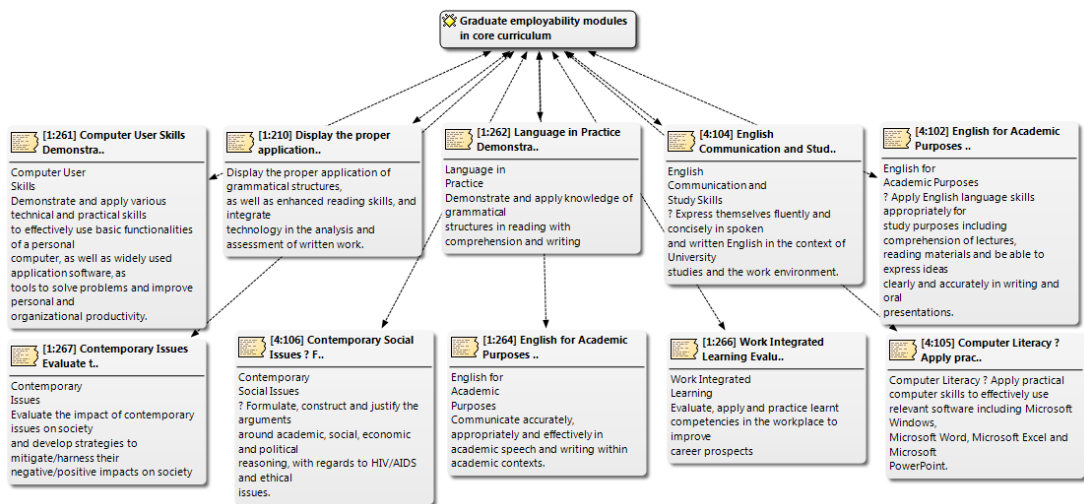 Graduate employability modules
in core curriculum
[1:261] Computer User Skills
Demonstra..
Computer User
Skills
Demonstrate and apply various
technical and practical skills
to effectively use basic functionalities
of a personal
computer, as well as widely used
application software, as
tools to solve problems and improve
personal and
organizational productivity.
[1:210] Display the proper
application..
Display the proper application of
grammatical structures,
as well as enhanced reading skills, and
integrate
technology in the analysis and
assessment of written work.
[1:262] Language in Practice
Demonstra..
Language in
Practice
Demonstrate and apply knowledge of
grammatical
structures in reading with
comprehension and writing
[4:104] English
Communication and Stud..
English
Communication and
Study Skills
? Express themselves fluently and
concisely in spoken
and written English in the context of
University
studies and the work environment.
[4:102] English for Academic
Purposes ..
English for
Academic Purposes
? Apply English language skills
appropriately for
study purposes including
comprehension of lectures,
reading materials and be able to
express ideas
clearly and accurately in writing and
oral
presentations.
[1:267] Contemporary Issues
Evaluate t..
Contemporary
Issues
Evaluate the impact of contemporary
issues on society
and develop strategies to
mitigate/harness their
negative/positive impacts on society
[4:106] Contemporary Social
Issues ? F..
Contemporary
Social Issues
? Formulate, construct and justify the
arguments
around academic, social, economic
and political
reasoning, with regards to HIV/AIDS
and ethical
issues.
[1:264] English for Academic
Purposes ..
English for
Academic
Purposes
Communicate accurately,
appropriately and effectively in
academic speech and writing within
academic contexts.
[1:266] Work Integrated
Learning Evalu..
Work Integrated
Learning
Evaluate, apply and practice learnt
competencies in the workplace to
improve
career prospects
[4:105] Computer Literacy ?
Apply prac..
Computer Literacy ? Apply practical
computer skills to effectively use
relevant software including Microsoft
Windows,
Microsoft Word, Microsoft Excel and
Microsoft
PowerPoint.